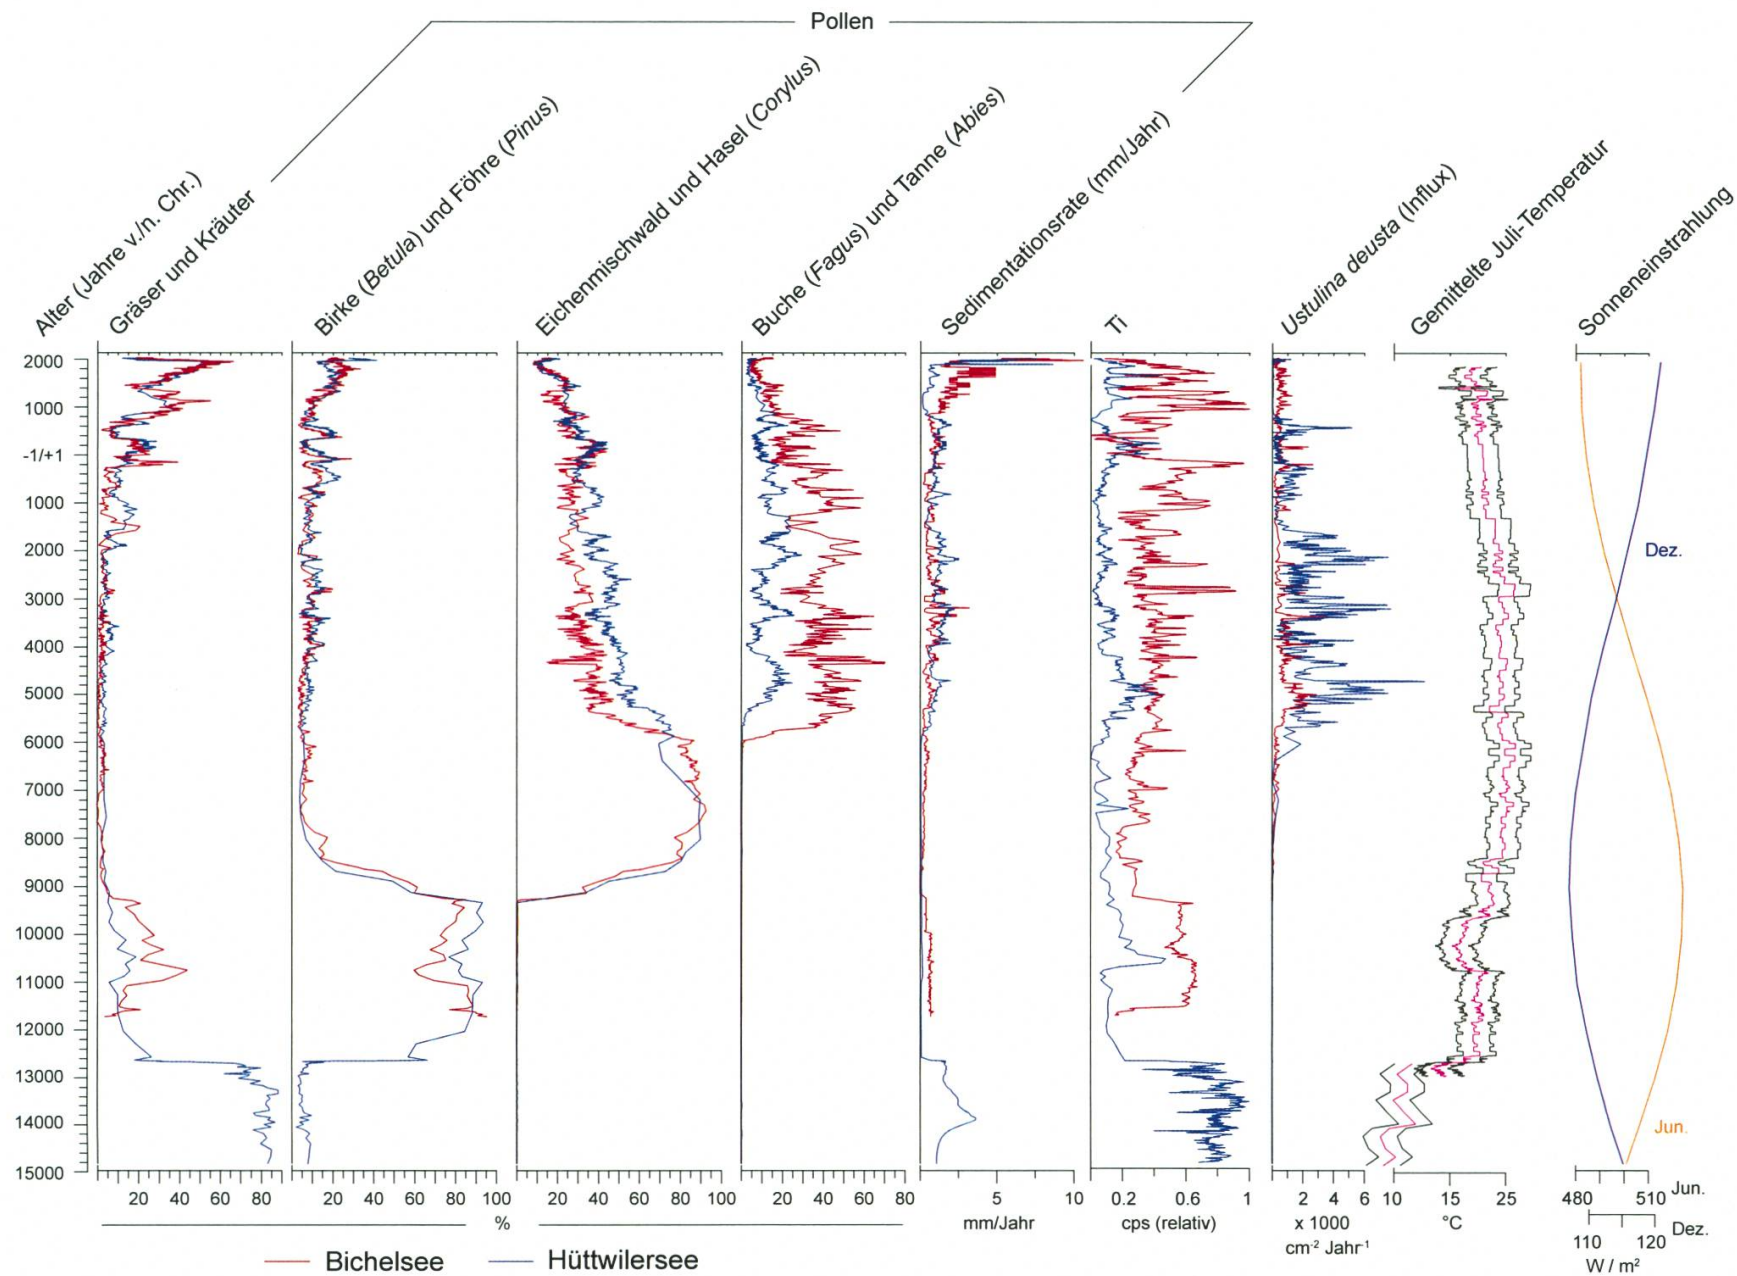 Pollen
Alter (Jahre v./n. Chr.)
Gräser und Kräuter
Birke (Betula) und Föhre (Pinus)
Eichenmischwald und Hasel (Corylus)
Buche (Fagus) und Tanne (Abies)
Sedimentationsrate (mm/Jahr)
Ti
Ustulina deusta (Influx)
Gemittelte Juli-Temperatur
Sonneneinstrahlung
2000
1000
-1/+1
1000
2000
3000
4000
5000
6000
7000
8000
9000
10000
11000
12000
13000
14000
15000
Dez.
Jun.
20 40 60 80
20 40 60 80 100
20 40 60 80 100
20 40 60 80
5 10
0.2 0.6 1
2 4 6
10 15 25
480 510 Jun.
110 120 Dez.
%
mm/Jahr
cps (relativ)
x 1000
cm-2 Jahr-1
°C
W / m²
Bichelsee
Hüttwilersee